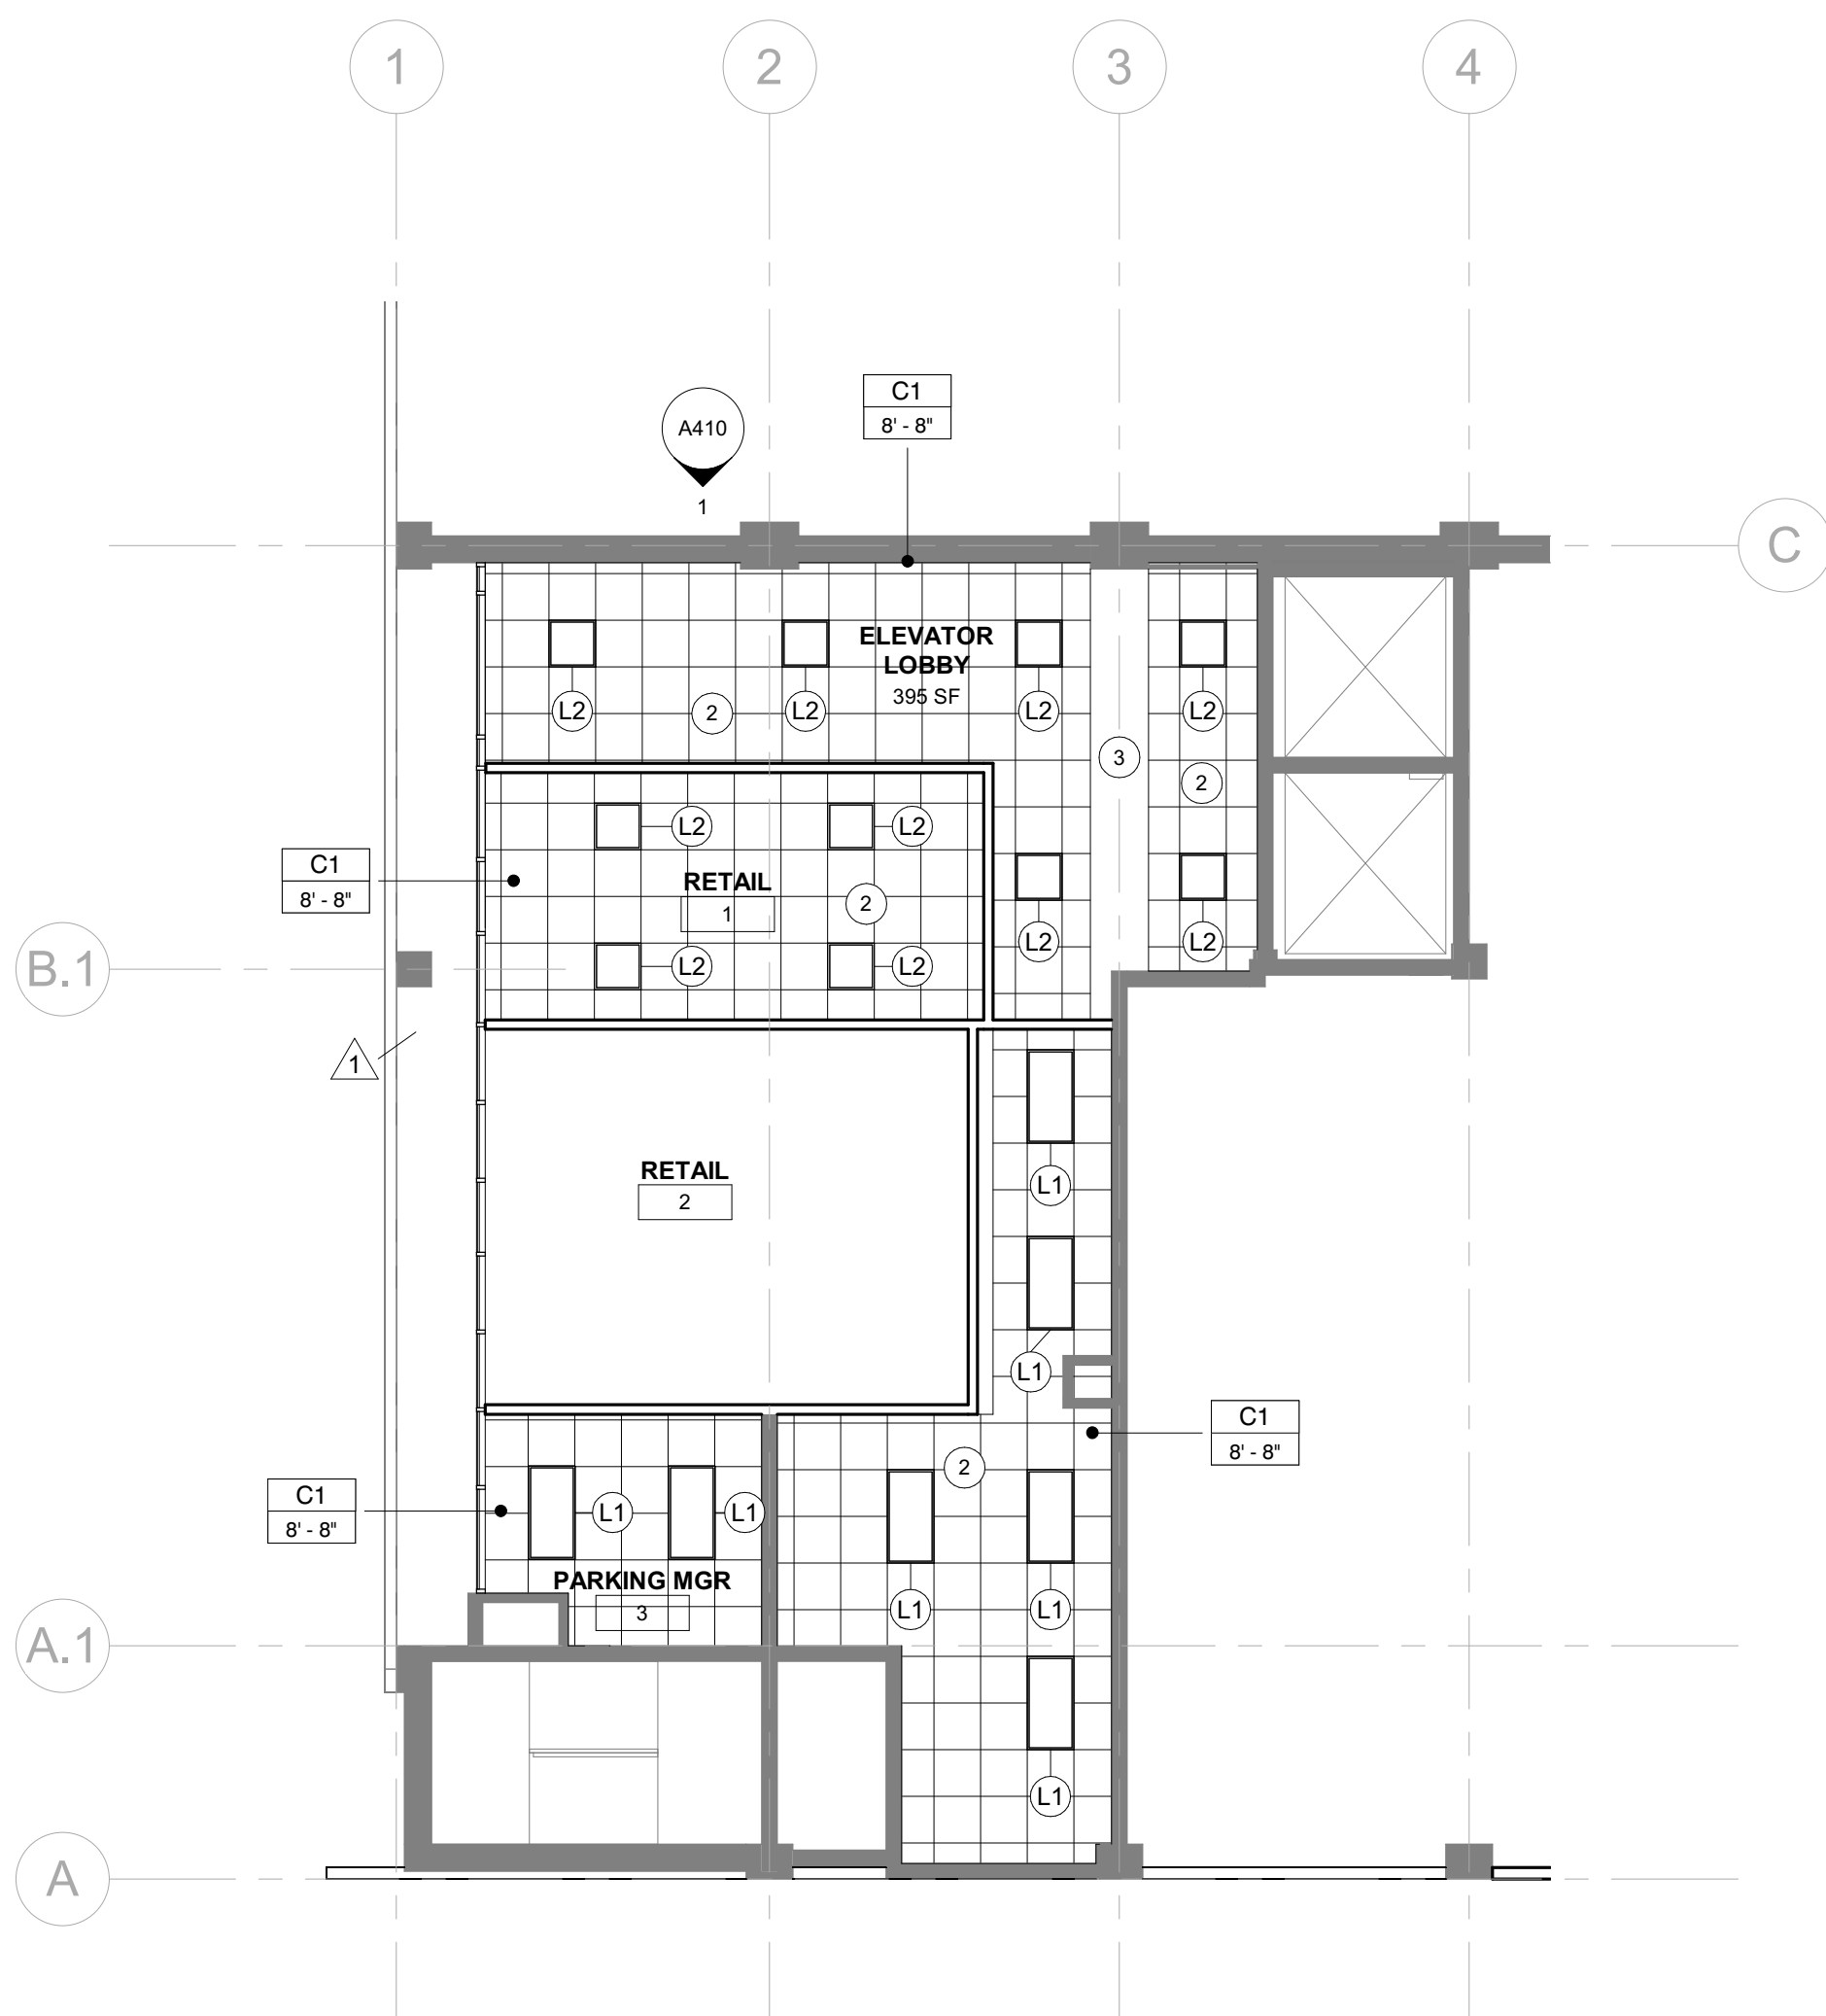 1
2
3
4
C1
8' - 8"
A410
1
C
ELEVATOR
LOBBY
395 SF
L2
2
L2
L2
L2
3
2
L2
L2
C1
8' - 8"
RETAIL
1
2
L2
L2
L2
L2
B.1
1
L1
RETAIL
2
L1
C1
8' - 8"
2
C1
8' - 8"
L1
L1
PARKING MGR
3
L1
L1
A.1
L1
A